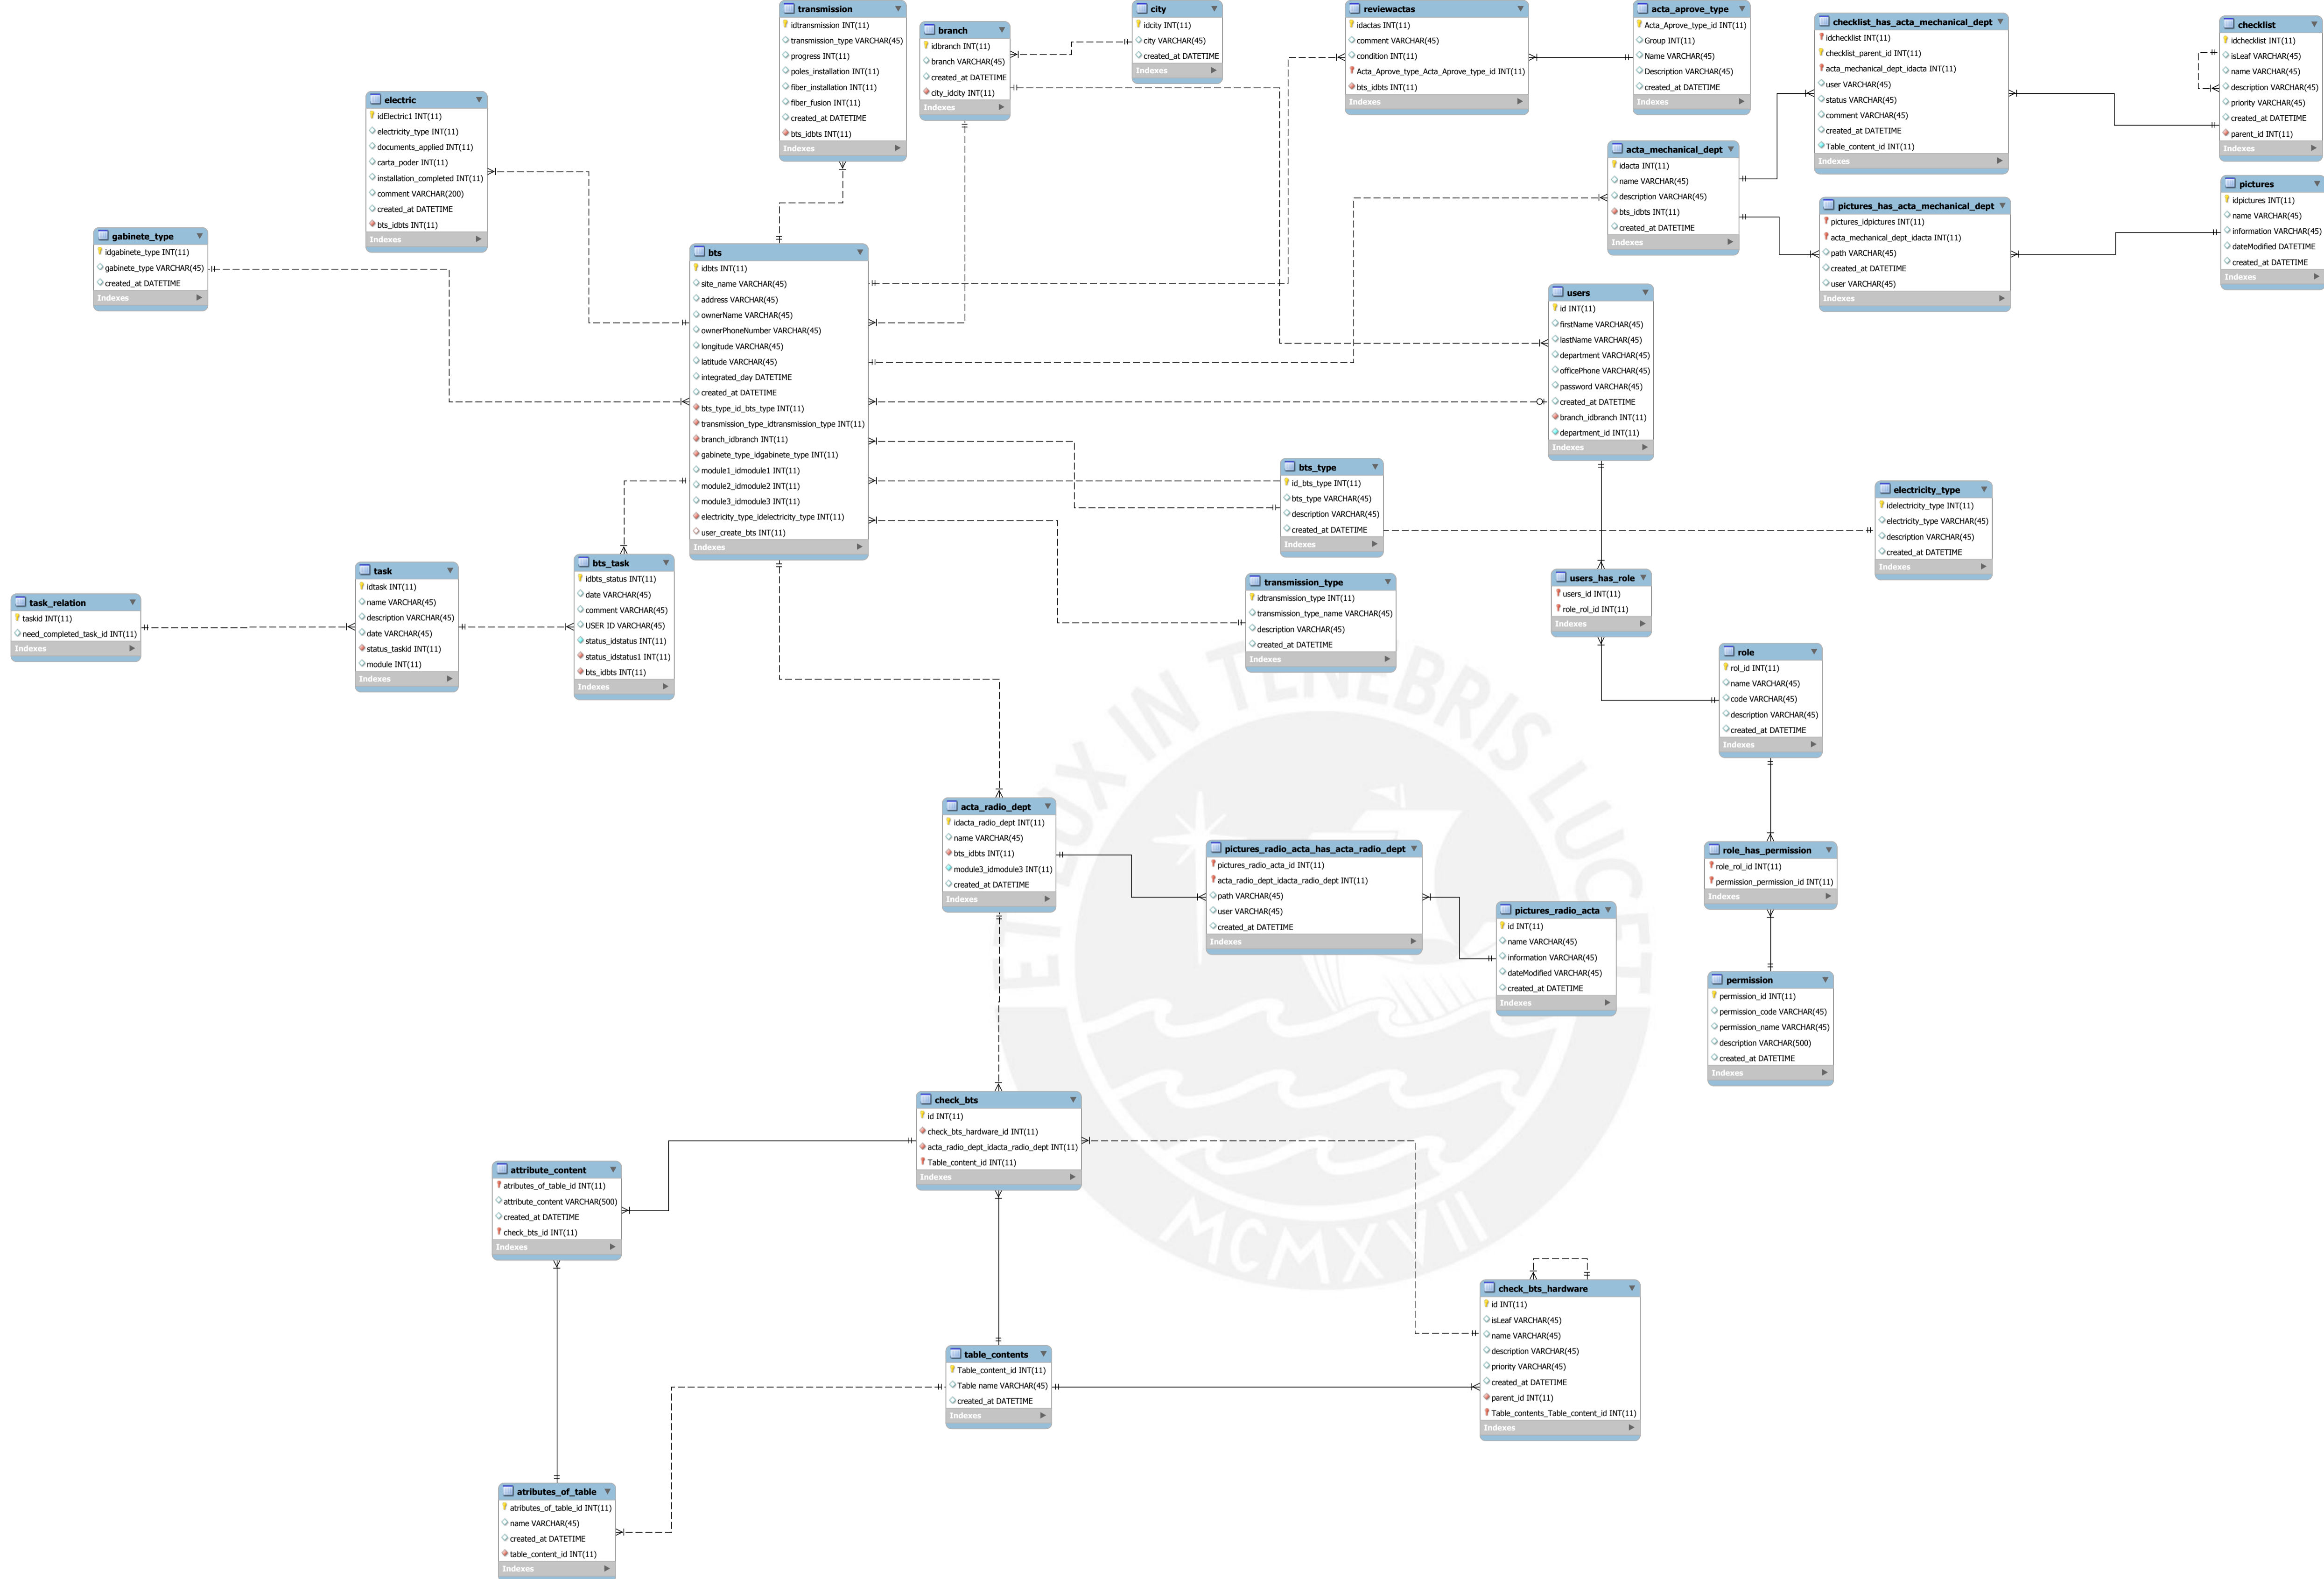 transmission
idtransmission INT(11)
transmission_type VARCHAR(45)
progress INT(11)
poles_installation INT(11)
fiber_installation INT(11)
fiber_fusion INT(11)
created_at DATETIME
bts_idbts INT(11)
Indexes
branch
idbranch INT(11)
branch VARCHAR(45)
created_at DATETIME
city_idcity INT(11)
Indexes
city
idcity INT(11)
city VARCHAR(45)
created_at DATETIME
Indexes
reviewactas
idactas INT(11)
comment VARCHAR(45)
condition INT(11)
Acta_Aprove_type_Acta_Aprove_type_id INT(11)
bts_idbts INT(11)
Indexes
acta_aprove_type
Acta_Aprove_type_id INT(11)
Group INT(11)
Name VARCHAR(45)
Description VARCHAR(45)
created_at DATETIME
Indexes
checklist_has_acta_mechanical_dept
idchecklist INT(11)
checklist_parent_id INT(11)
acta_mechanical_dept_idacta INT(11)
user VARCHAR(45)
status VARCHAR(45)
comment VARCHAR(45)
created_at DATETIME
Table_content_id INT(11)
Indexes
checklist
idchecklist INT(11)
isLeaf VARCHAR(45)
name VARCHAR(45)
description VARCHAR(45)
priority VARCHAR(45)
created_at DATETIME
parent_id INT(11)
Indexes
electric
idElectric1 INT(11)
electricity_type INT(11)
documents_applied INT(11)
carta_poder INT(11)
installation_completed INT(11)
comment VARCHAR(200)
created_at DATETIME
bts_idbts INT(11)
Indexes
acta_mechanical_dept
idacta INT(11)
name VARCHAR(45)
description VARCHAR(45)
bts_idbts INT(11)
created_at DATETIME
Indexes
pictures_has_acta_mechanical_dept
pictures_idpictures INT(11)
acta_mechanical_dept_idacta INT(11)
path VARCHAR(45)
created_at DATETIME
user VARCHAR(45)
Indexes
pictures
idpictures INT(11)
name VARCHAR(45)
information VARCHAR(45)
dateModified DATETIME
created_at DATETIME
Indexes
gabinete_type
idgabinete_type INT(11)
gabinete_type VARCHAR(45)
created_at DATETIME
Indexes
bts
idbts INT(11)
site_name VARCHAR(45)
address VARCHAR(45)
ownerName VARCHAR(45)
ownerPhoneNumber VARCHAR(45)
longitude VARCHAR(45)
latitude VARCHAR(45)
integrated_day DATETIME
created_at DATETIME
bts_type_id_bts_type INT(11)
transmission_type_idtransmission_type INT(11)
branch_idbranch INT(11)
gabinete_type_idgabinete_type INT(11)
module1_idmodule1 INT(11)
module2_idmodule2 INT(11)
module3_idmodule3 INT(11)
electricity_type_idelectricity_type INT(11)
user_create_bts INT(11)
Indexes
users
id INT(11)
firstName VARCHAR(45)
lastName VARCHAR(45)
department VARCHAR(45)
officePhone VARCHAR(45)
password VARCHAR(45)
created_at DATETIME
branch_idbranch INT(11)
department_id INT(11)
Indexes
bts_type
id_bts_type INT(11)
bts_type VARCHAR(45)
description VARCHAR(45)
created_at DATETIME
Indexes
electricity_type
idelectricity_type INT(11)
electricity_type VARCHAR(45)
description VARCHAR(45)
created_at DATETIME
Indexes
task_relation
taskid INT(11)
need_completed_task_id INT(11)
Indexes
task
idtask INT(11)
name VARCHAR(45)
description VARCHAR(45)
date VARCHAR(45)
status_taskid INT(11)
module INT(11)
Indexes
bts_task
idbts_status INT(11)
date VARCHAR(45)
comment VARCHAR(45)
USER ID VARCHAR(45)
status_idstatus INT(11)
status_idstatus1 INT(11)
bts_idbts INT(11)
Indexes
transmission_type
idtransmission_type INT(11)
transmission_type_name VARCHAR(45)
description VARCHAR(45)
created_at DATETIME
Indexes
users_has_role
users_id INT(11)
role_rol_id INT(11)
Indexes
role
rol_id INT(11)
name VARCHAR(45)
code VARCHAR(45)
description VARCHAR(45)
created_at DATETIME
Indexes
acta_radio_dept
idacta_radio_dept INT(11)
name VARCHAR(45)
bts_idbts INT(11)
module3_idmodule3 INT(11)
created_at DATETIME
Indexes
pictures_radio_acta_has_acta_radio_dept
pictures_radio_acta_id INT(11)
acta_radio_dept_idacta_radio_dept INT(11)
path VARCHAR(45)
user VARCHAR(45)
created_at DATETIME
Indexes
pictures_radio_acta
id INT(11)
name VARCHAR(45)
information VARCHAR(45)
dateModified VARCHAR(45)
created_at DATETIME
Indexes
role_has_permission
role_rol_id INT(11)
permission_permission_id INT(11)
Indexes
permission
permission_id INT(11)
permission_code VARCHAR(45)
permission_name VARCHAR(45)
description VARCHAR(500)
created_at DATETIME
Indexes
check_bts
id INT(11)
check_bts_hardware_id INT(11)
acta_radio_dept_idacta_radio_dept INT(11)
Table_content_id INT(11)
Indexes
attribute_content
atributes_of_table_id INT(11)
attribute_content VARCHAR(500)
created_at DATETIME
check_bts_id INT(11)
Indexes
check_bts_hardware
id INT(11)
isLeaf VARCHAR(45)
name VARCHAR(45)
description VARCHAR(45)
priority VARCHAR(45)
created_at DATETIME
parent_id INT(11)
Table_contents_Table_content_id INT(11)
Indexes
table_contents
Table_content_id INT(11)
Table name VARCHAR(45)
created_at DATETIME
Indexes
atributes_of_table
atributes_of_table_id INT(11)
name VARCHAR(45)
created_at DATETIME
table_content_id INT(11)
Indexes
ET LUX IN TENEBRIS LUCET
MCMXVII